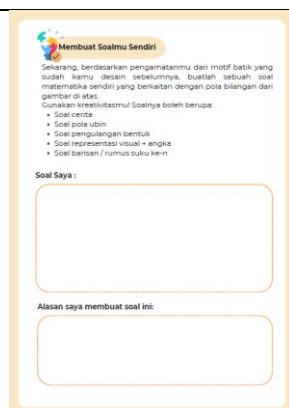 Membuat Soalmu Sendiri
Sekarang, berdasarkan pengamatanmu dari motif batik yang
sudah kamu desain sebelumnya, buatlah sebuah soal
matematika sendiri yang berkaitan dengan pola bilangan dari
gambar di atas.
Gunakan kreativitasmu! Soalnya boleh berupa:
• Soal cerita
• Soal pola ubin
• Soal pengulangan bentuk
• Soal representasi visual + angka
• Soal barisan / rumus suku ke-n
Soal Saya :
Alasan saya membuat soal ini: